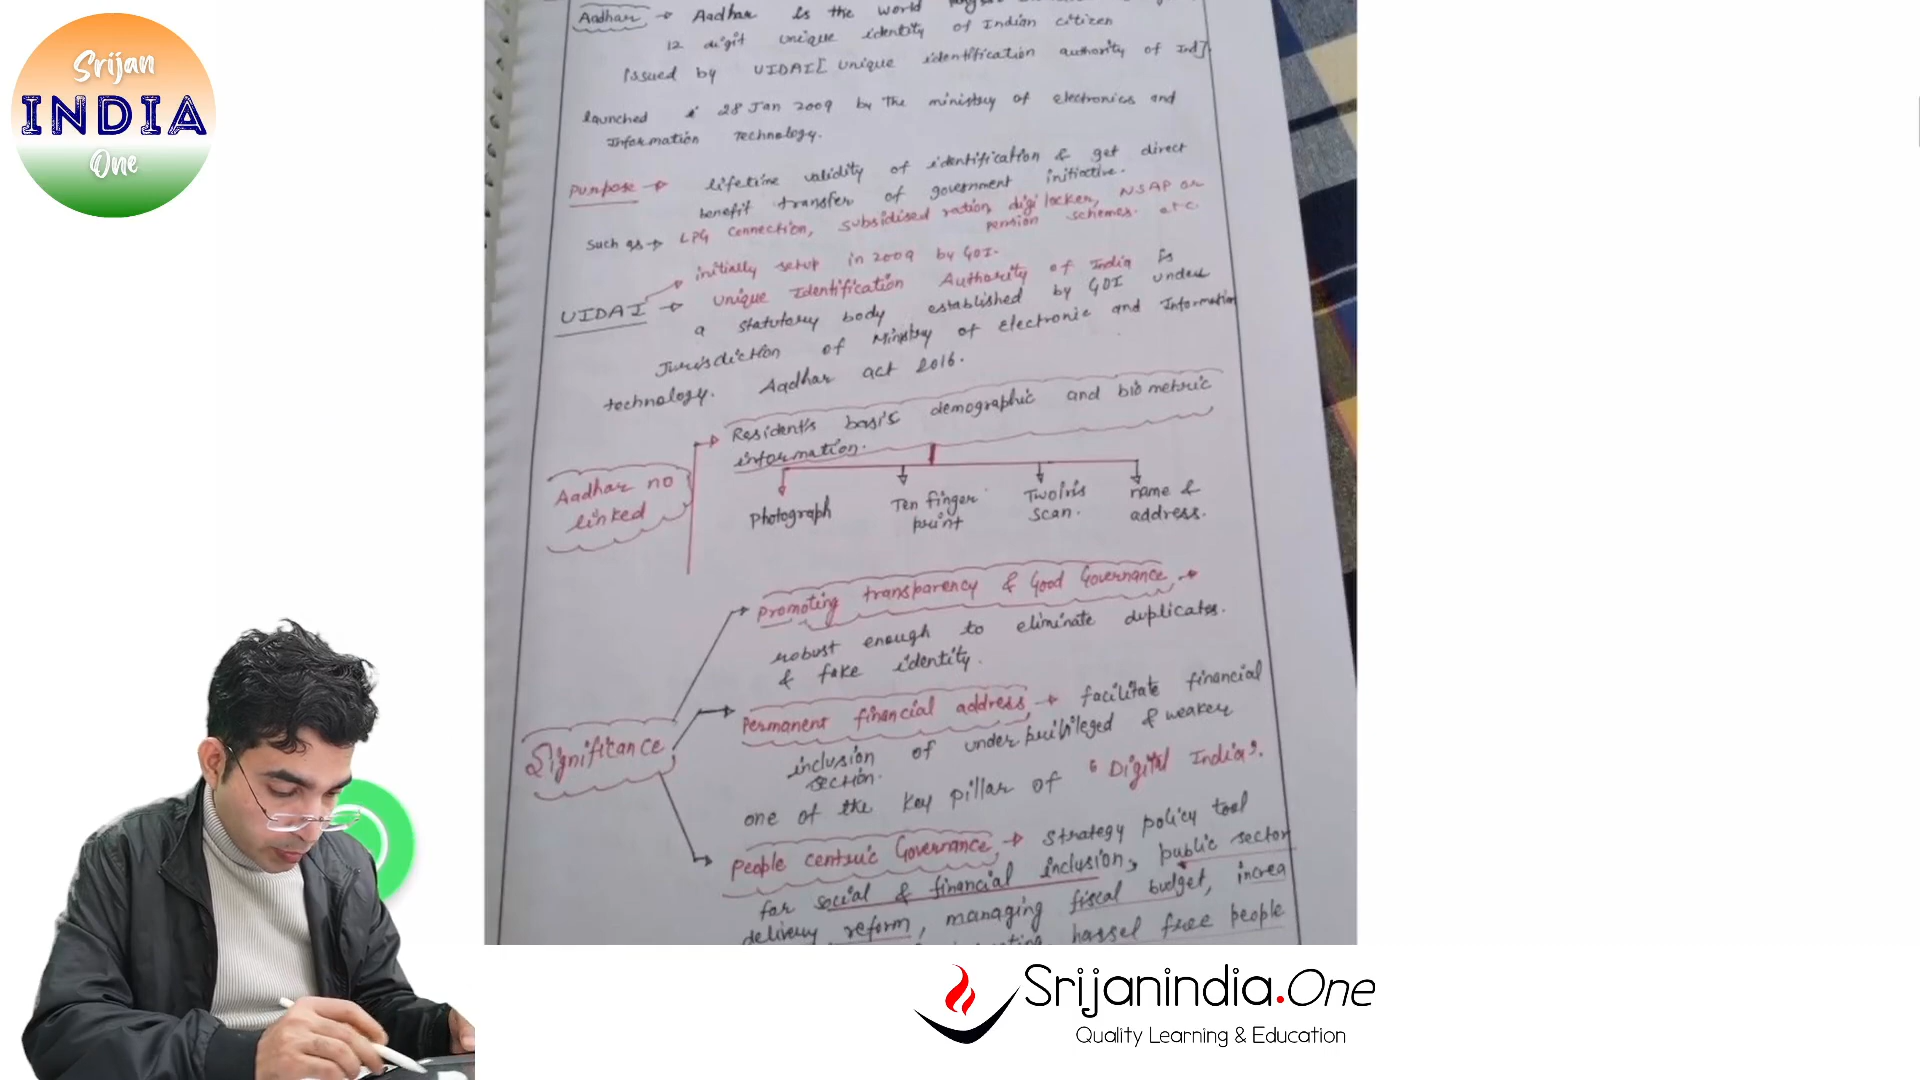 Srijan
INDIA
One
Aadhar → Aadhar is the world
12 digit unique identity of Indian citizen
Issued by UIDAI [ Unique identification authority of Ind]
launched 28 Jan 2009 by The ministry of electronics and
Information Technology.
Purpose → lifetime validity of identification & get direct
benefit transfer of government initiative.
Such as → LPG connection, subsidised ration, digilocker, NSAP or
pension schemes. etc.
initially setup in 2009 by GOI.
UIDAI → Unique Identification Authority of India is
a statutory body established by GOI under
Jurisdiction of Ministry of electronic and Information
technology. Aadhar act 2016.
Aadhar no
linked
Resident's basis demographic and biometric
information.
Photograph
Ten finger
print
Two Iris
scan.
name &
address.
Significance
Promoting transparency & Good Governance →
robust enough to eliminate duplicates.
& fake identity.
Permanent financial address → facilitate financial
inclusion of underprivileged & weaker
section.
one of the key pillar of "Digital India".
People centric Governance → strategy policy tool
for social & financial inclusion, public sector
delivery reform, managing fiscal budget, increa
hassel free people
Srijanindia.One
Quality Learning & Education